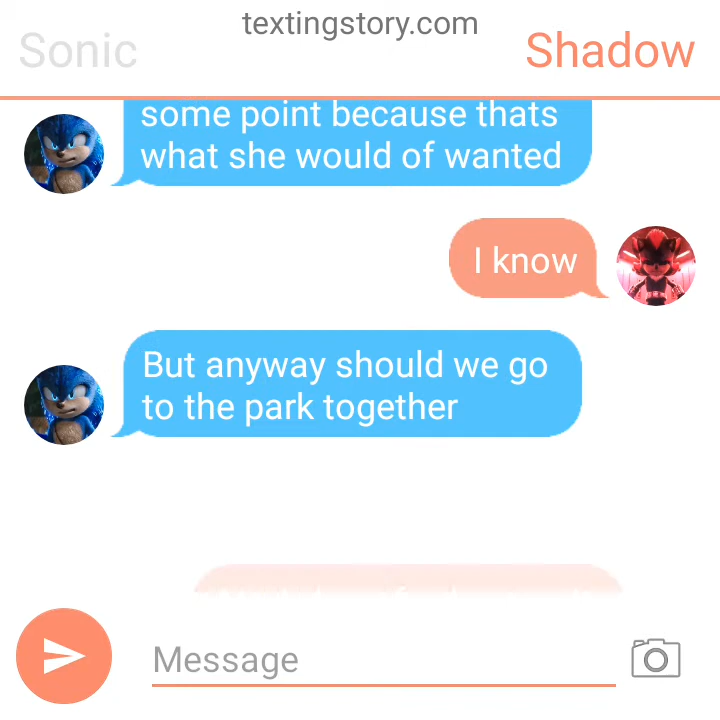 textingstory.com
Sonic
Shadow
some point because thats
what she would of wanted
I know
But anyway should we go
to the park together
Message